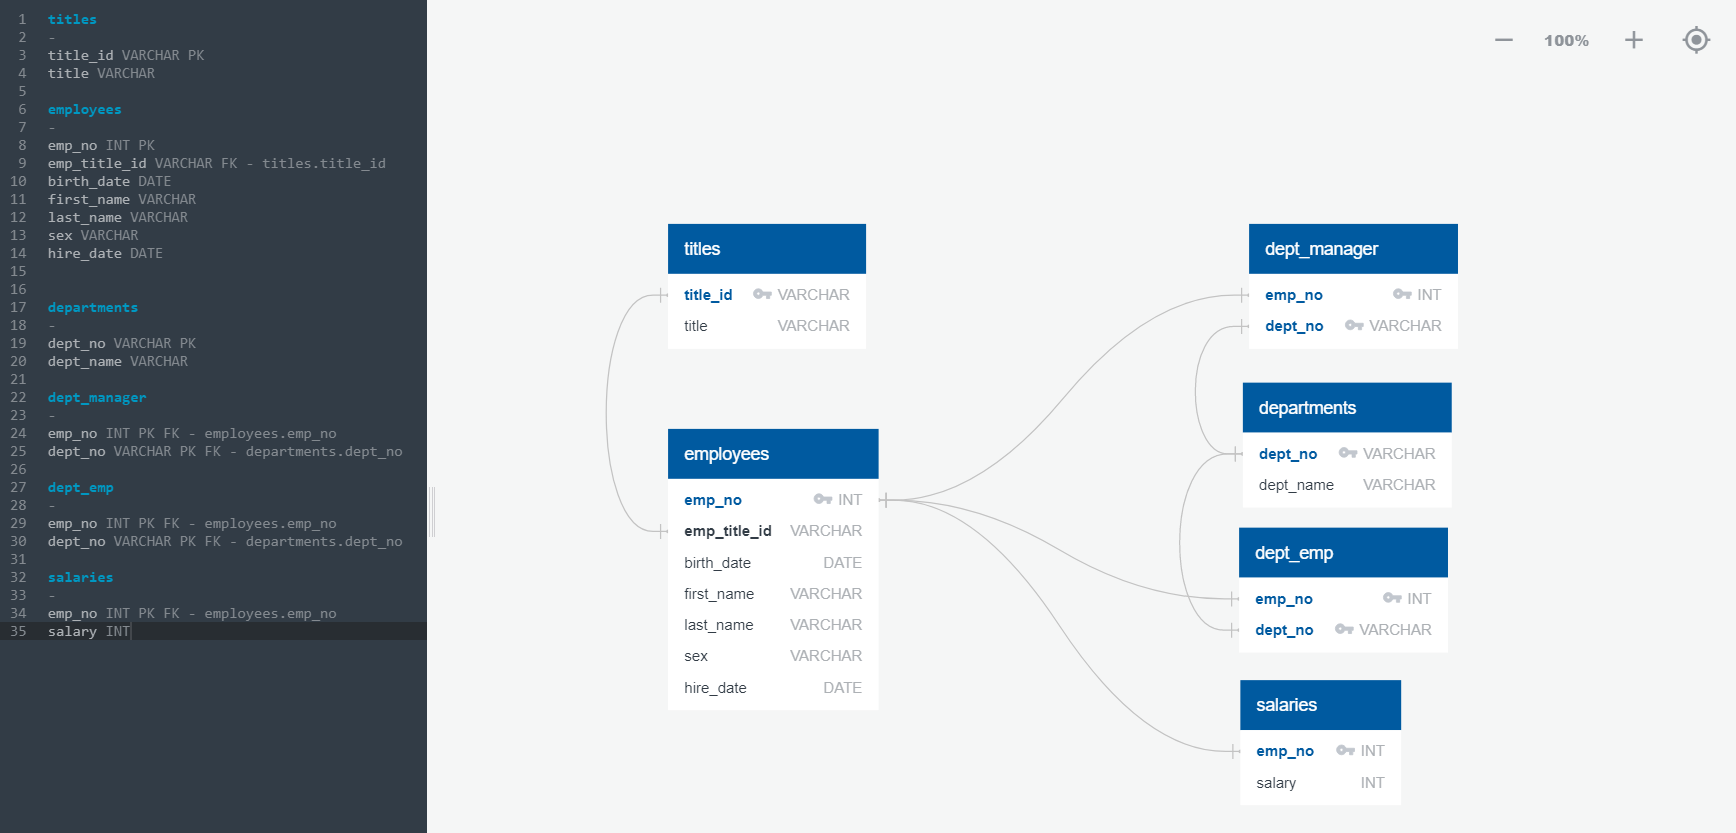 1 titles
2 -
3 title_id VARCHAR PK
4 title VARCHAR
5
6 employees
7 -
8 emp_no INT PK
9 emp_title_id VARCHAR FK - titles.title_id
10 birth_date DATE
11 first_name VARCHAR
12 last_name VARCHAR
13 sex VARCHAR
14 hire_date DATE
15
16
17 departments
18 -
19 dept_no VARCHAR PK
20 dept_name VARCHAR
21
22 dept_manager
23 -
24 emp_no INT PK FK - employees.emp_no
25 dept_no VARCHAR PK FK - departments.dept_no
26
27 dept_emp
28 -
29 emp_no INT PK FK - employees.emp_no
30 dept_no VARCHAR PK FK - departments.dept_no
31
32 salaries
33 -
34 emp_no INT PK FK - employees.emp_no
35 salary INT
100%
titles
title_id VARCHAR
title VARCHAR
employees
emp_no INT
emp_title_id VARCHAR
birth_date DATE
first_name VARCHAR
last_name VARCHAR
sex VARCHAR
hire_date DATE
dept_manager
emp_no INT
dept_no VARCHAR
departments
dept_no VARCHAR
dept_name VARCHAR
dept_emp
emp_no INT
dept_no VARCHAR
salaries
emp_no INT
salary INT